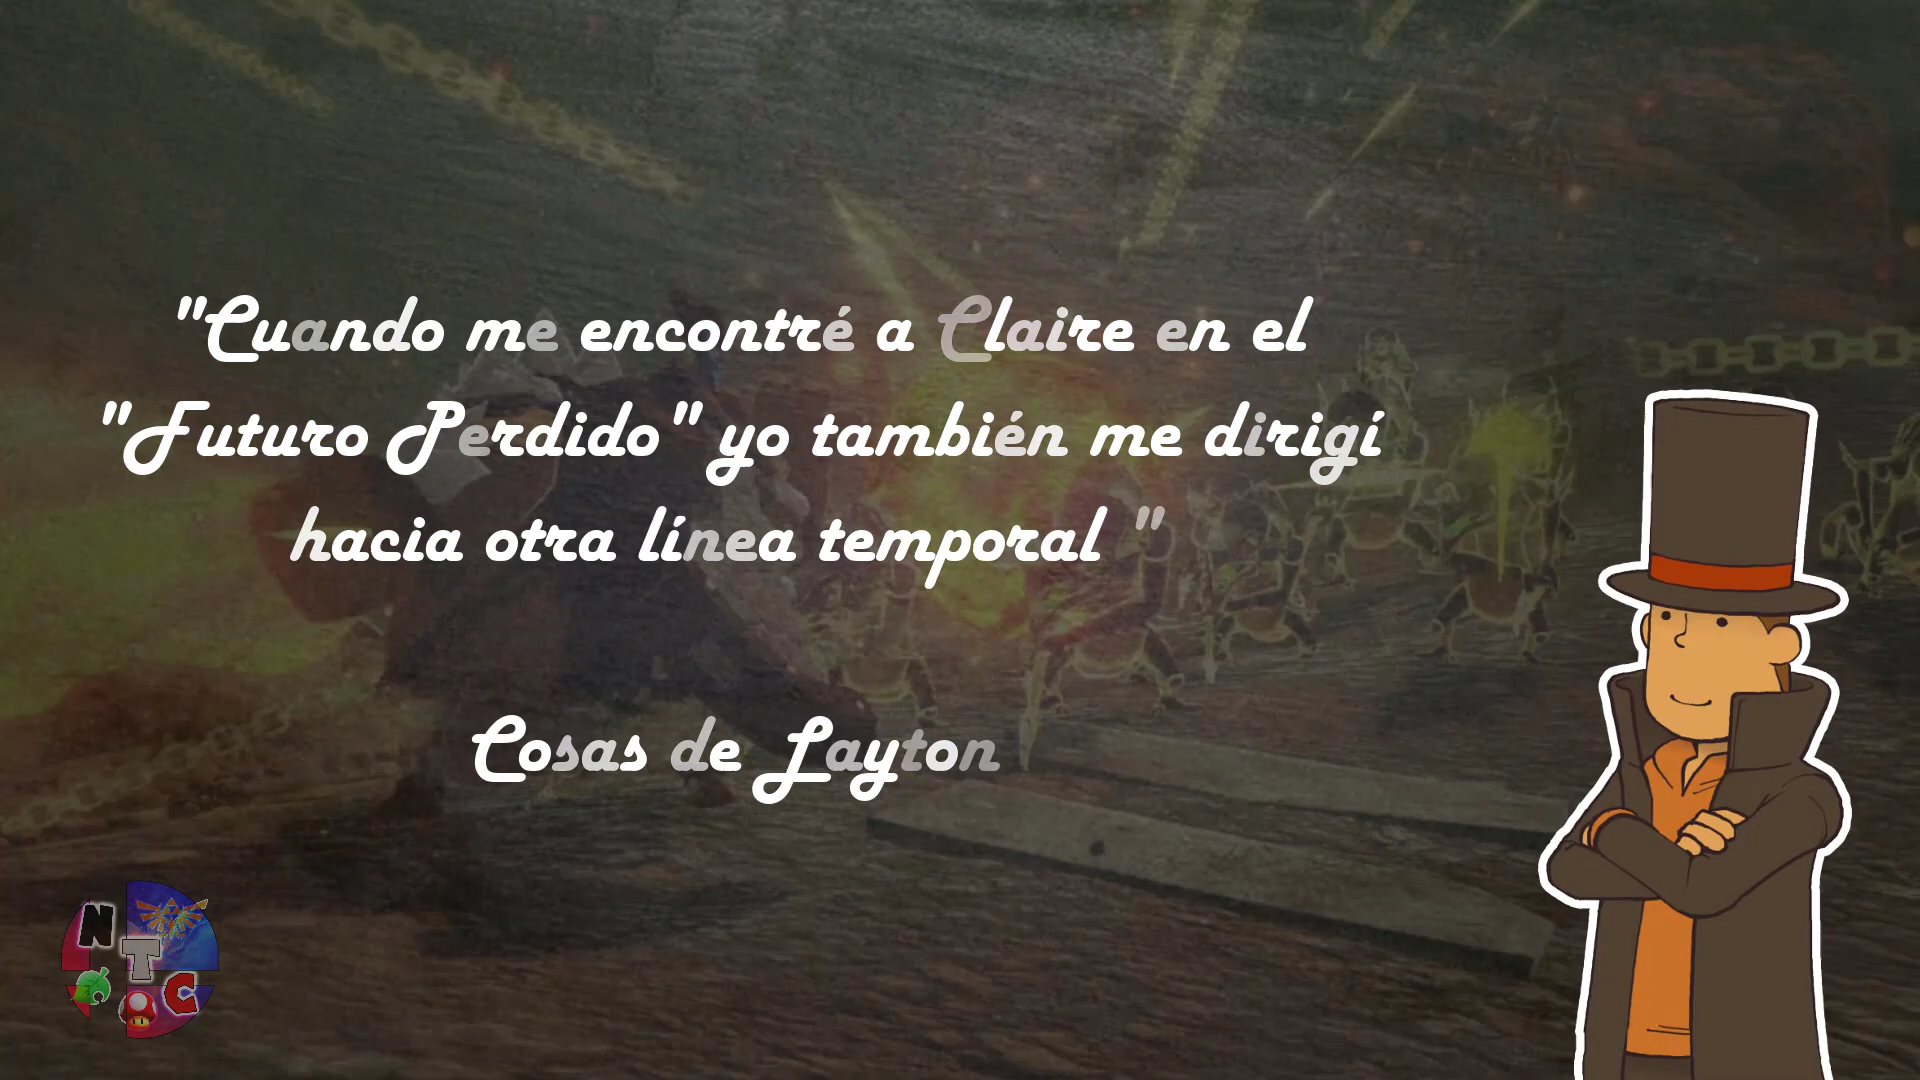 "Cuando me encontré a Claire en el
"Futuro Perdido" yo también me dirigí
hacia otra línea temporal "
Cosas de Layton
N
T
C